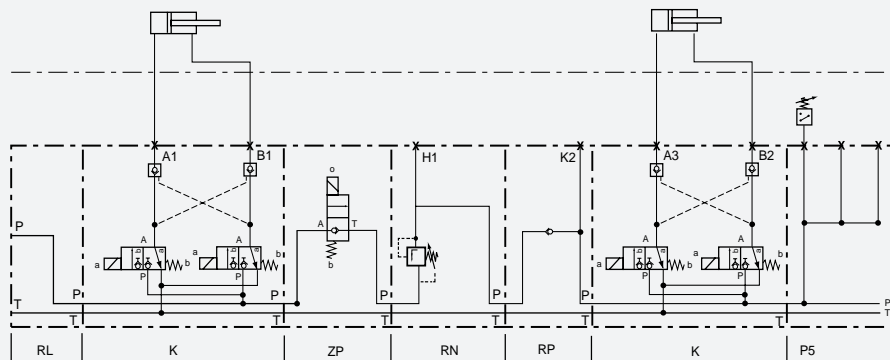 A1 B1 H1 K2 A3 B2
o
P A T
A A A A
b a b a b a b a
a b a b a b a b
P P b P P
T P P P P P P P P
T T T T T T T
RL K ZP RN RP K P5